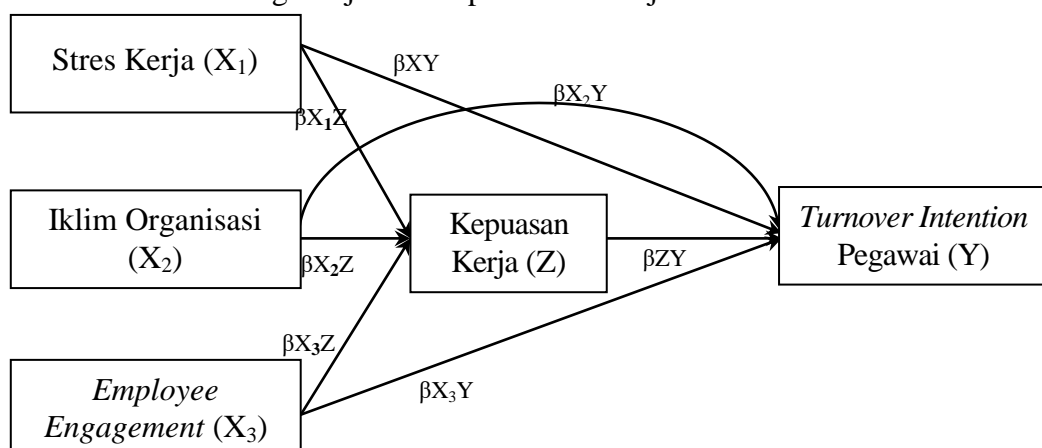 Stres Kerja (X₁)
βXY
βX₂Y
βX₁Z
Iklim Organisasi
(X₂)
Kepuasan
Kerja (Z)
Turnover Intention
Pegawai (Y)
βX₂Z
βZY
βX₃Z
Employee
Engagement (X₃)
βX₃Y